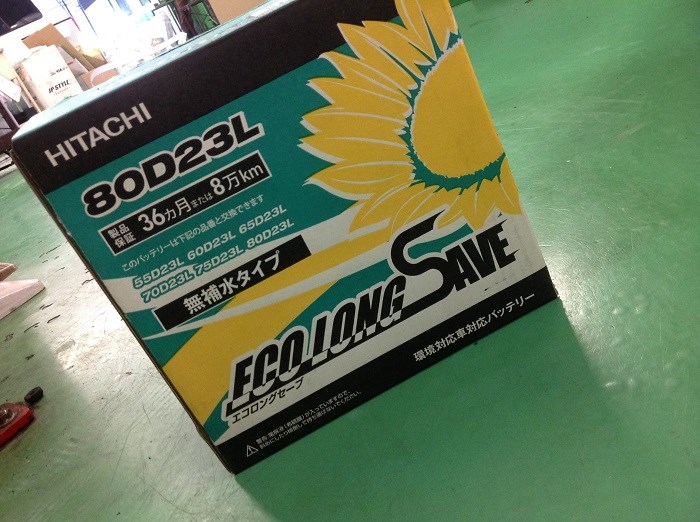 HITACHI
80D23L
製品
保証
36カ月または8万km
このバッテリーは下記の品番と交換できます
55D23L 60D23L 65D23L
70D23L 75D23L 80D23L
無補水タイプ
ECO LONG SAVE
エコロングセーブ
環境対応車対応バッテリー
JP STYLE